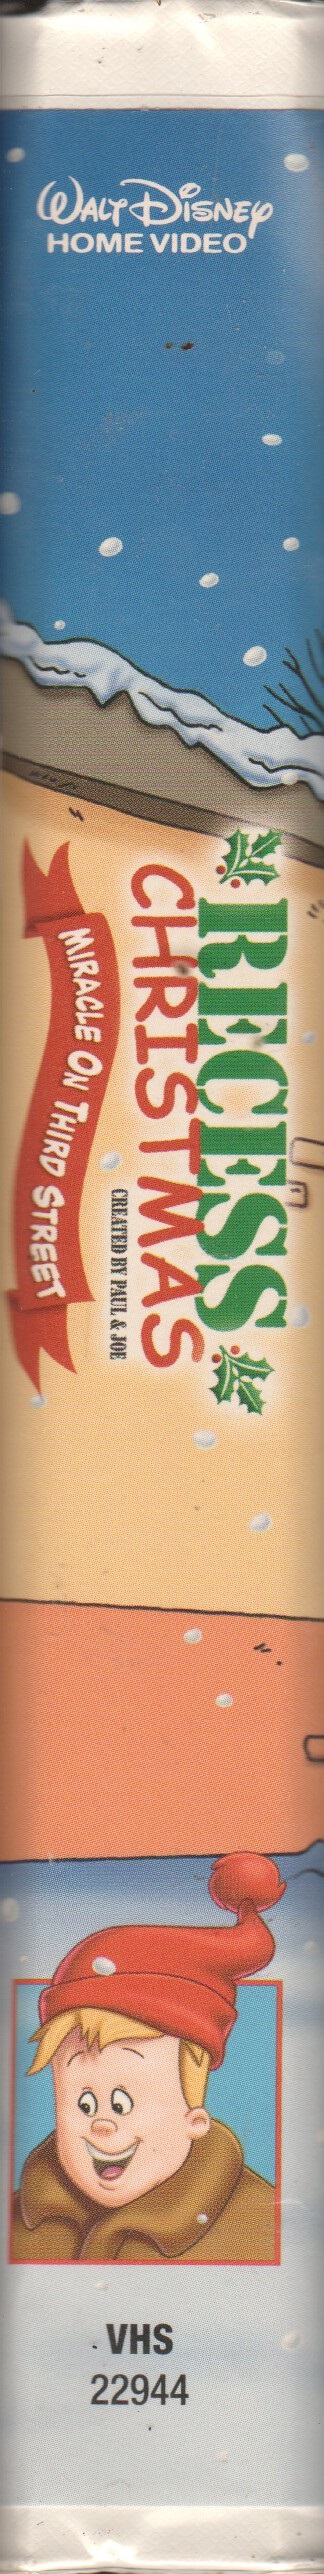 WALT DISNEY
HOME VIDEO
RECESS
CHRISTMAS
CREATED BY PAUL & JOE
MIRACLE ON THIRD STREET
VHS
22944